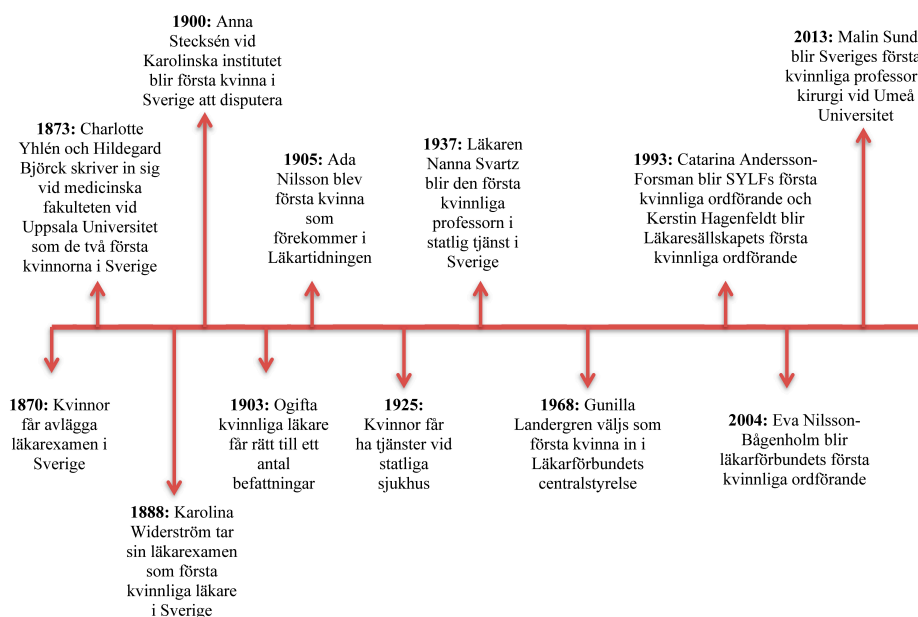 1870: Kvinnor
får avlägga
läkarexamen i
Sverige
1873: Charlotte
Yhlén och Hildegard
Björck skriver in sig
vid medicinska
fakulteten vid
Uppsala Universitet
som de två första
kvinnorna i Sverige
1888: Karolina
Widerström tar
sin läkarexamen
som första
kvinnliga läkare
i Sverige
1900: Anna
Stecksén vid
Karolinska institutet
blir första kvinna i
Sverige att disputera
1903: Ogifta
kvinnliga läkare
får rätt till ett
antal
befattningar
1905: Ada
Nilsson blev
första kvinna
som
förekommer i
Läkartidningen
1925:
Kvinnor får
ha tjänster vid
statliga
sjukhus
1937: Läkaren
Nanna Svartz
blir den första
kvinnliga
professorn i
statlig tjänst i
Sverige
1968: Gunilla
Landergren väljs som
första kvinna in i
Läkarförbundets
centralstyrelse
1993: Catarina Andersson-
Forsman blir SYLFs första
kvinnliga ordförande och
Kerstin Hagenfeldt blir
Läkaresällskapets första
kvinnliga ordförande
2004: Eva Nilsson-
Bågenholm blir
läkarförbundets första
kvinnliga ordförande
2013: Malin Sund
blir Sveriges första
kvinnliga professor
kirurgi vid Umeå
Universitet